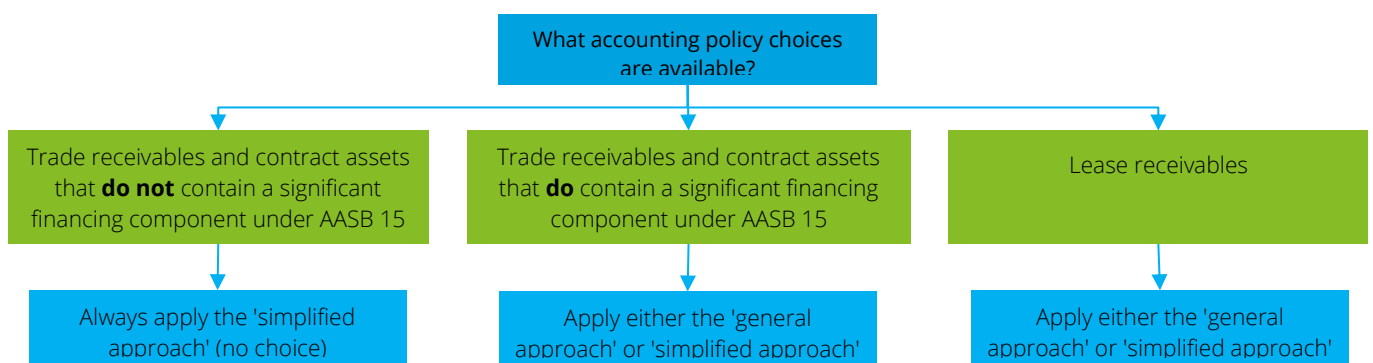 What accounting policy choices
are available?
Trade receivables and contract assets
that do not contain a significant
financing component under AASB 15
Trade receivables and contract assets
that do contain a significant financing
component under AASB 15
Lease receivables
Always apply the 'simplified
approach' (no choice)
Apply either the 'general
approach' or 'simplified approach'
Apply either the 'general
approach' or 'simplified approach'